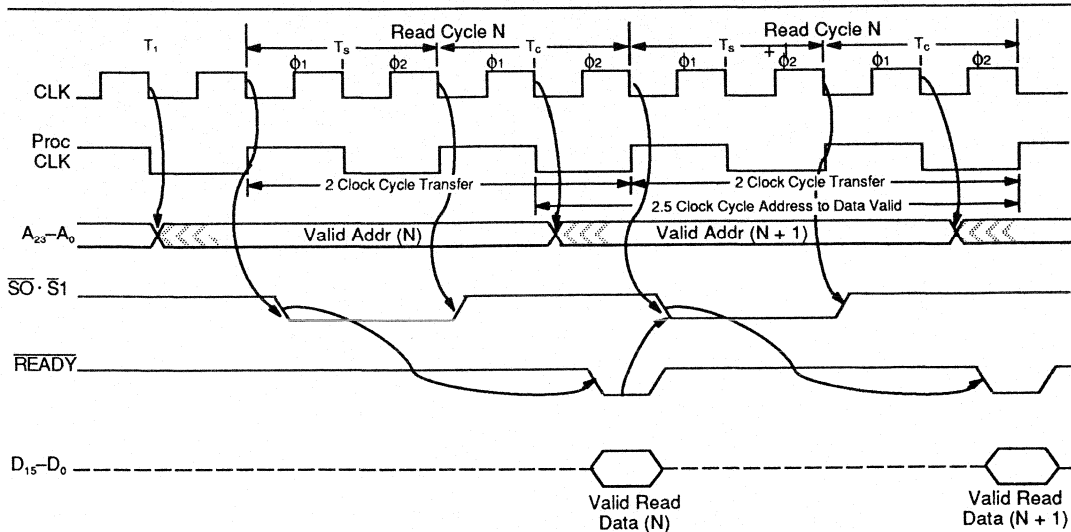 Read Cycle N Read Cycle N
T1 Ts Tc Ts Tc
ϕ1 ϕ2 ϕ1 ϕ2 ϕ1 ϕ2 ϕ1 ϕ2
CLK
Proc
CLK
2 Clock Cycle Transfer 2 Clock Cycle Transfer
2.5 Clock Cycle Address to Data Valid
A23–A0 Valid Addr (N) Valid Addr (N + 1)
S̅O̅ · S̅1
R̅E̅A̅D̅Y̅
D15–D0
Valid Read
Data (N)
Valid Read
Data (N + 1)